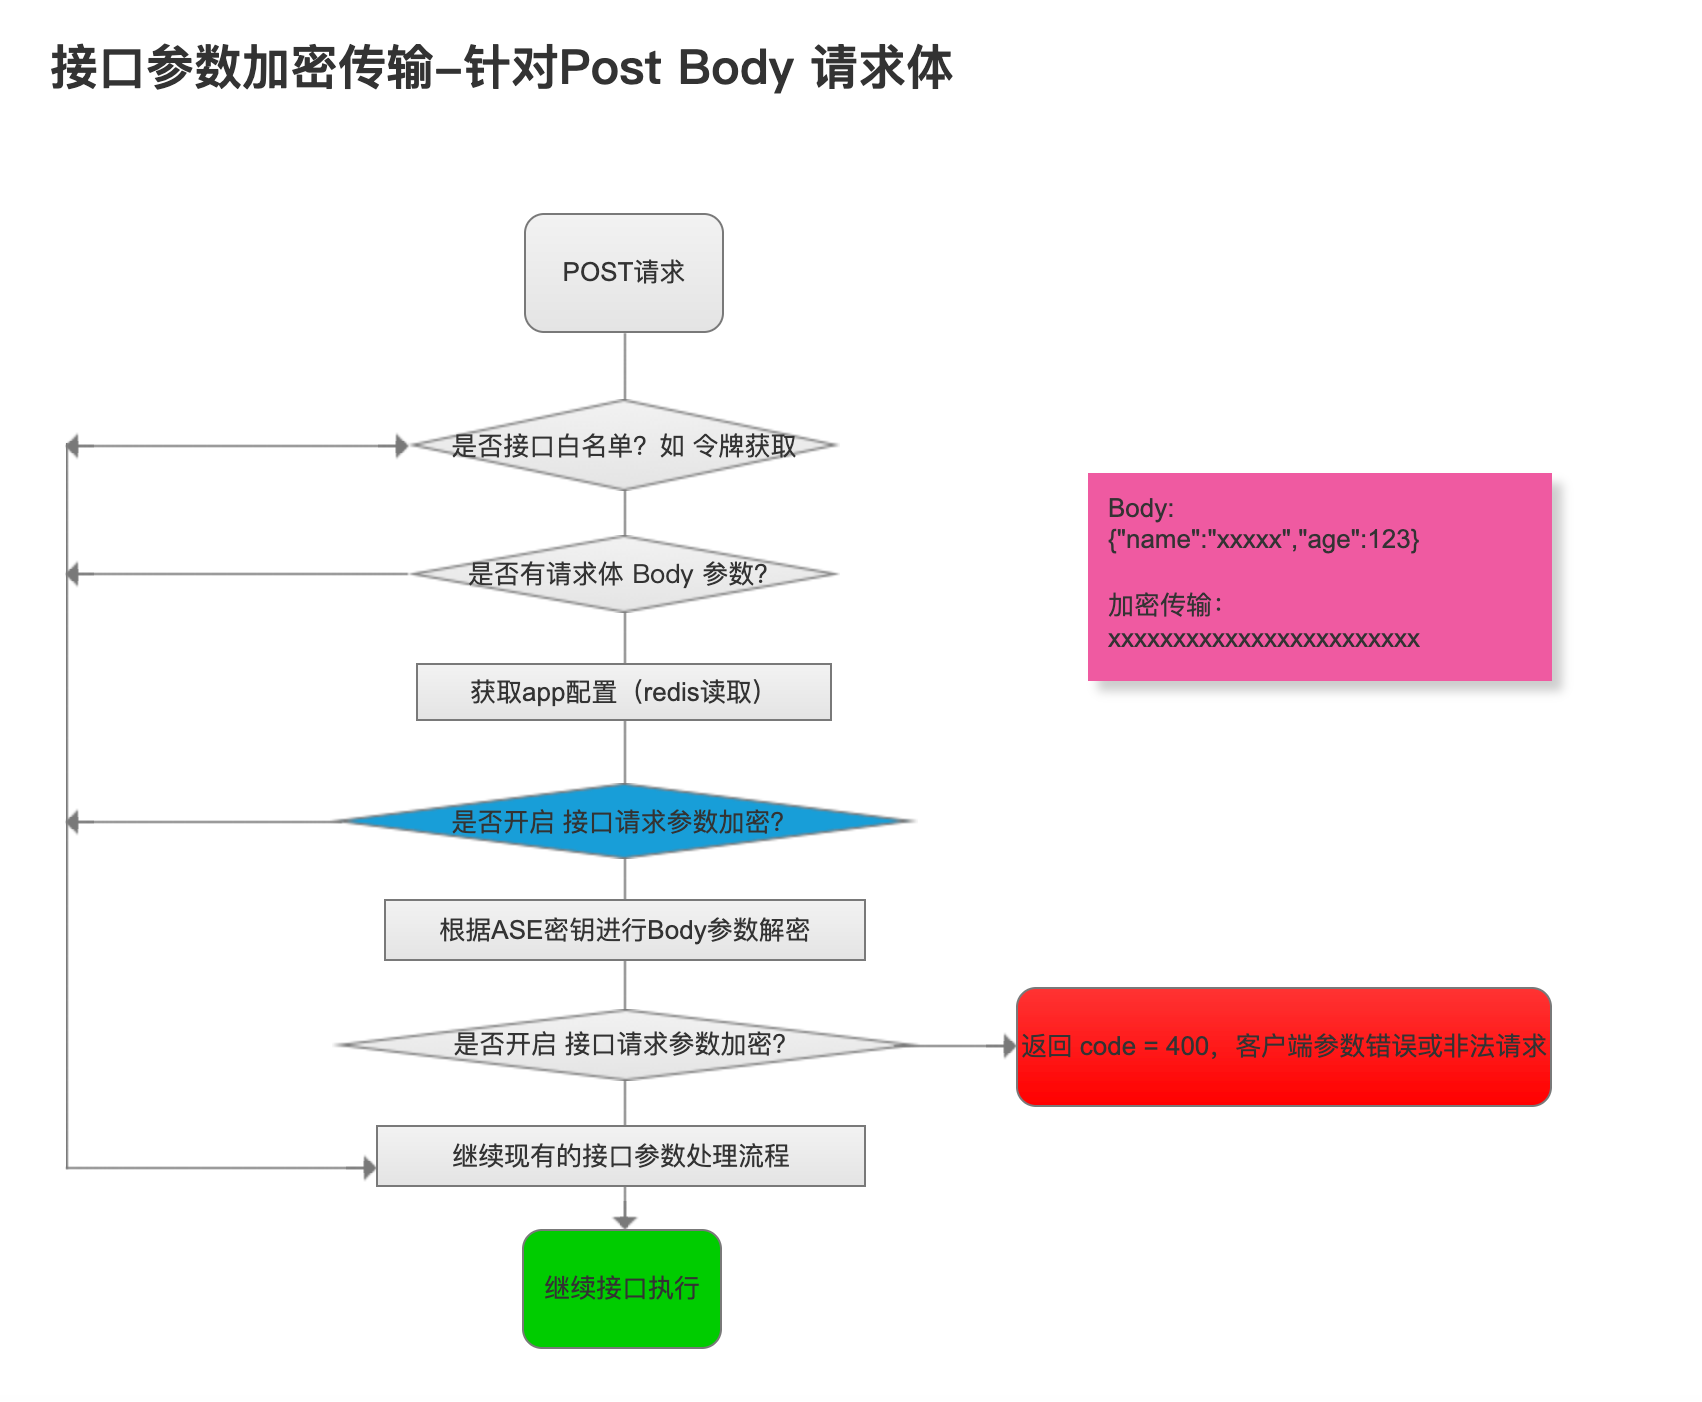 接口参数加密传输-针对Post Body 请求体
POST请求
是否接口白名单？如 令牌获取
是否有请求体 Body 参数？
Body:
{"name":"xxxxx","age":123}
加密传输：
xxxxxxxxxxxxxxxxxxxxxxxx
获取app配置（redis读取）
是否开启 接口请求参数加密？
根据ASE密钥进行Body参数解密
是否开启 接口请求参数加密？
返回 code = 400，客户端参数错误或非法请求
继续现有的接口参数处理流程
继续接口执行